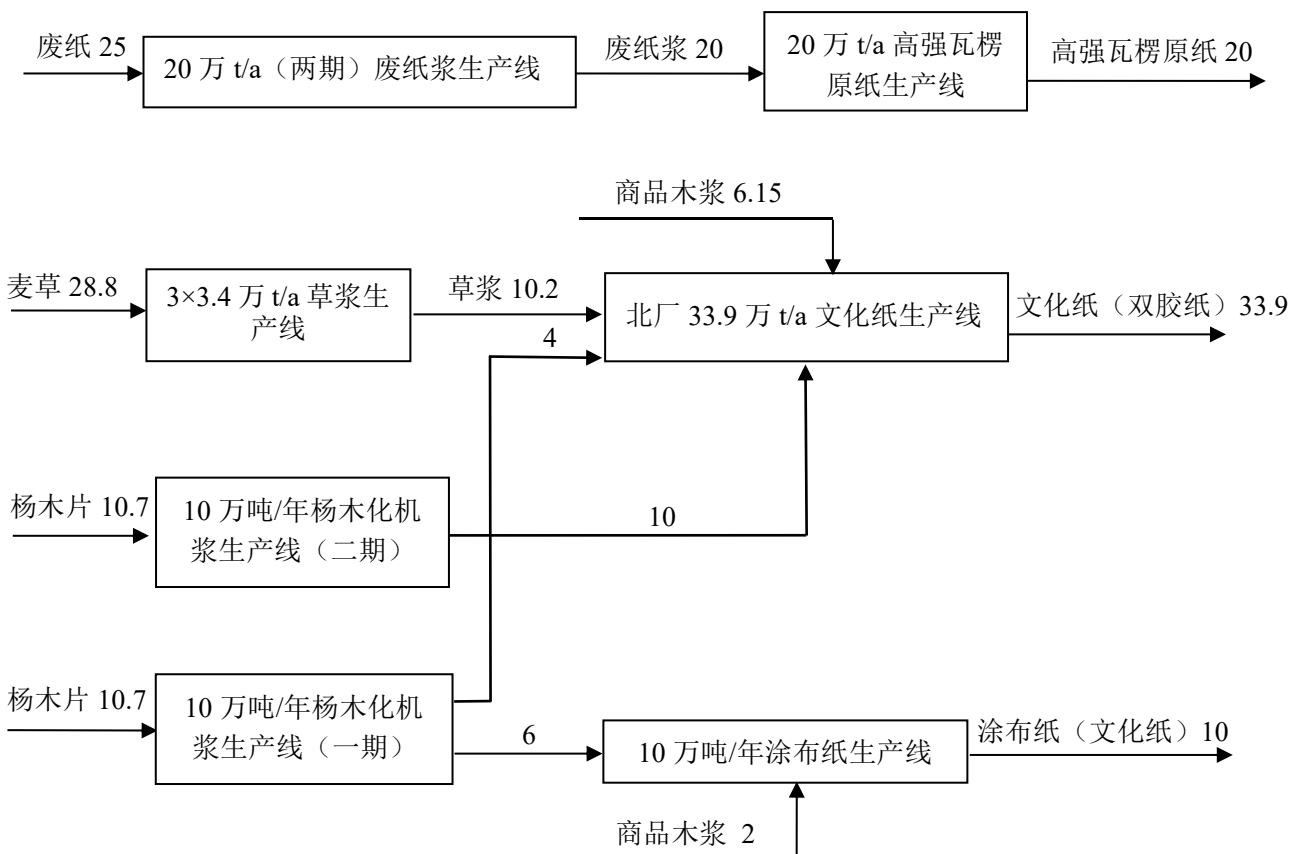 废纸 25
20 万 t/a（两期）废纸浆生产线
废纸浆 20
20 万 t/a 高强瓦楞
原纸生产线
高强瓦楞原纸 20
商品木浆 6.15
麦草 28.8
3×3.4 万 t/a 草浆生
产线
草浆 10.2
4
北厂 33.9 万 t/a 文化纸生产线
文化纸（双胶纸）33.9
杨木片 10.7
10 万吨/年杨木化机
浆生产线（二期）
10
杨木片 10.7
10 万吨/年杨木化机
浆生产线（一期）
6
10 万吨/年涂布纸生产线
涂布纸（文化纸）10
商品木浆 2